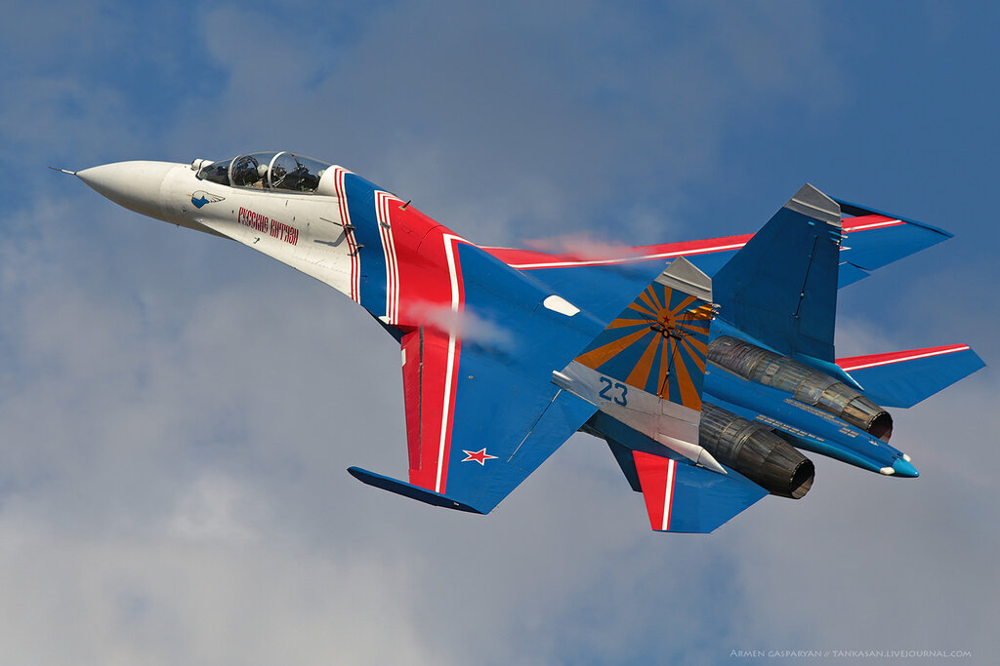 РУССКИЕ ВИТЯЗИ
23
ARMEN GASPARYAN // TANKASAN.LIVEJOURNAL.COM